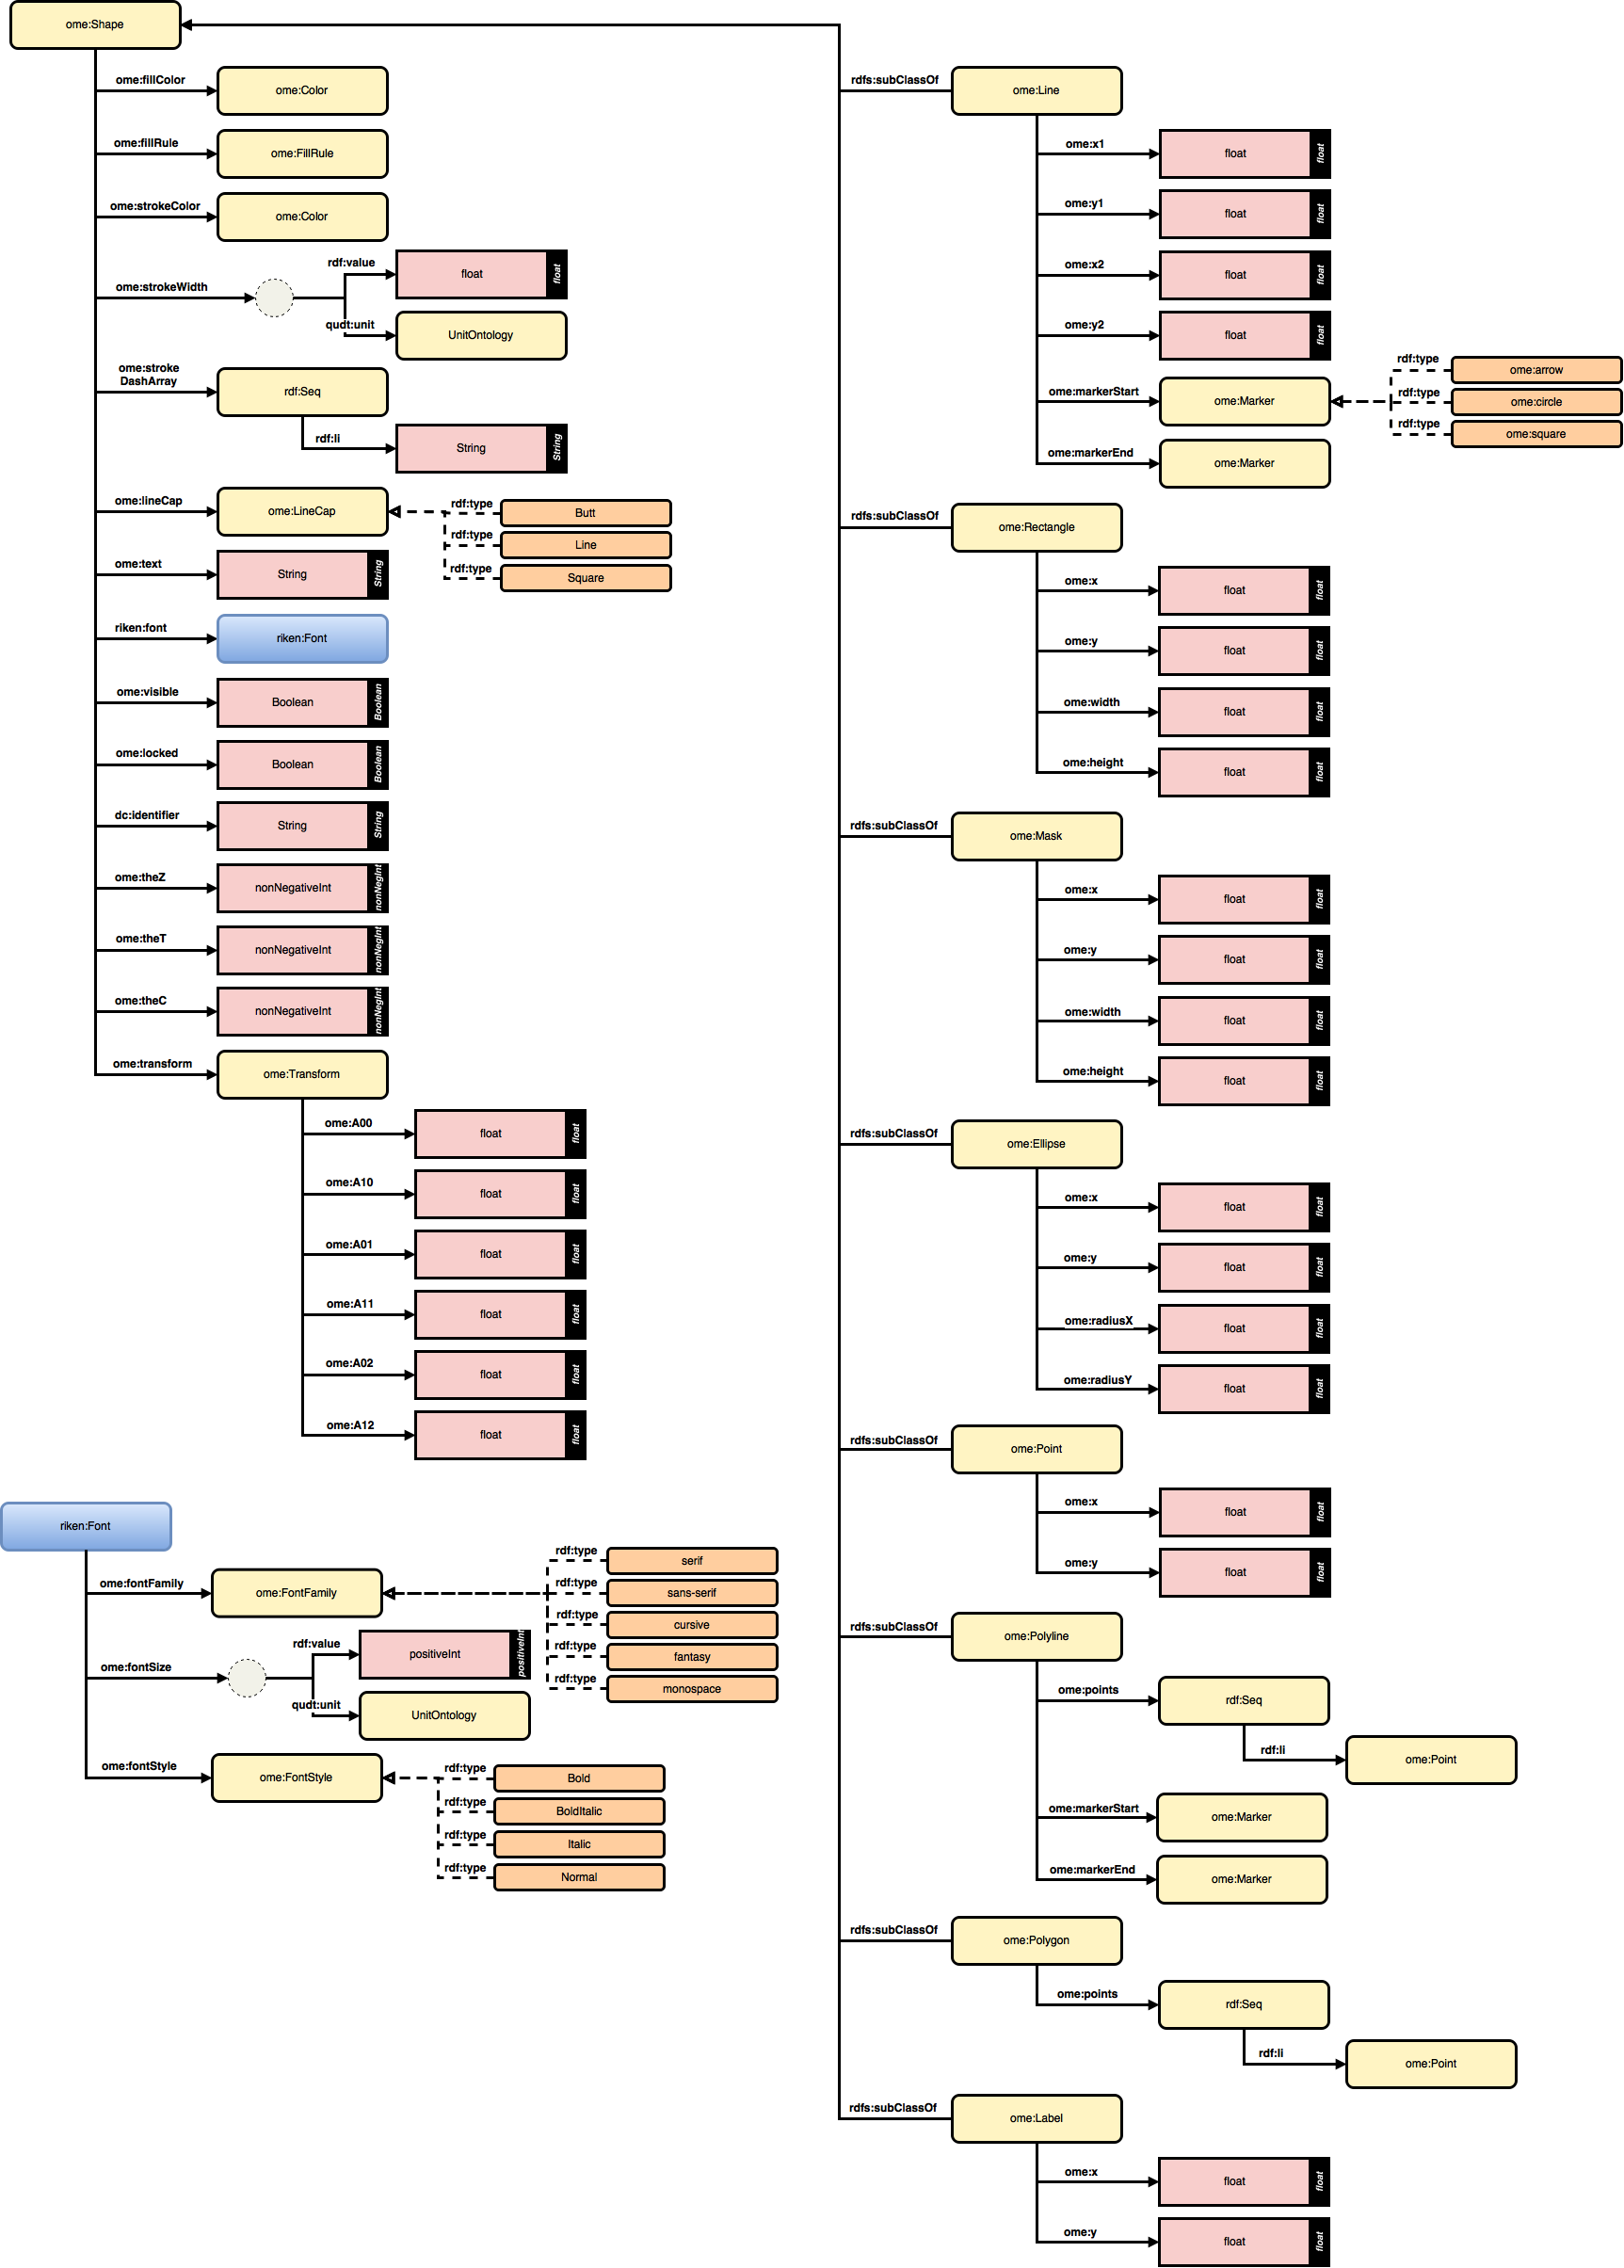 ome:Shape
ome:fillColor
ome:Color
ome:fillRule
ome:FillRule
ome:strokeColor
ome:Color
ome:strokeWidth
rdf:value
float
float
qudt:unit
UnitOntology
ome:stroke
DashArray
rdf:Seq
rdf:li
String
String
ome:lineCap
ome:LineCap
rdf:type
Butt
rdf:type
Line
rdf:type
Square
ome:text
String
String
riken:font
riken:Font
ome:visible
Boolean
Boolean
ome:locked
Boolean
Boolean
dc:identifier
String
String
ome:theZ
nonNegativeInt
nonNegInt
ome:theT
nonNegativeInt
nonNegInt
ome:theC
nonNegativeInt
nonNegInt
ome:transform
ome:Transform
ome:A00
float
float
ome:A10
float
float
ome:A01
float
float
ome:A11
float
float
ome:A02
float
float
ome:A12
float
float
riken:Font
ome:fontFamily
ome:FontFamily
rdf:type
serif
rdf:type
sans-serif
rdf:type
cursive
rdf:type
fantasy
rdf:type
monospace
ome:fontSize
rdf:value
positiveInt
positiveInt
qudt:unit
UnitOntology
ome:fontStyle
ome:FontStyle
rdf:type
Bold
rdf:type
BoldItalic
rdf:type
Italic
rdf:type
Normal
rdfs:subClassOf
ome:Line
ome:x1
float
float
ome:y1
float
float
ome:x2
float
float
ome:y2
float
float
ome:markerStart
ome:Marker
rdf:type
ome:arrow
rdf:type
ome:circle
rdf:type
ome:square
ome:markerEnd
ome:Marker
rdfs:subClassOf
ome:Rectangle
ome:x
float
float
ome:y
float
float
ome:width
float
float
ome:height
float
float
rdfs:subClassOf
ome:Mask
ome:x
float
float
ome:y
float
float
ome:width
float
float
ome:height
float
float
rdfs:subClassOf
ome:Ellipse
ome:x
float
float
ome:y
float
float
ome:radiusX
float
float
ome:radiusY
float
float
rdfs:subClassOf
ome:Point
ome:x
float
float
ome:y
float
float
rdfs:subClassOf
ome:Polyline
ome:points
rdf:Seq
rdf:li
ome:Point
ome:markerStart
ome:Marker
ome:markerEnd
ome:Marker
rdfs:subClassOf
ome:Polygon
ome:points
rdf:Seq
rdf:li
ome:Point
rdfs:subClassOf
ome:Label
ome:x
float
float
ome:y
float
float